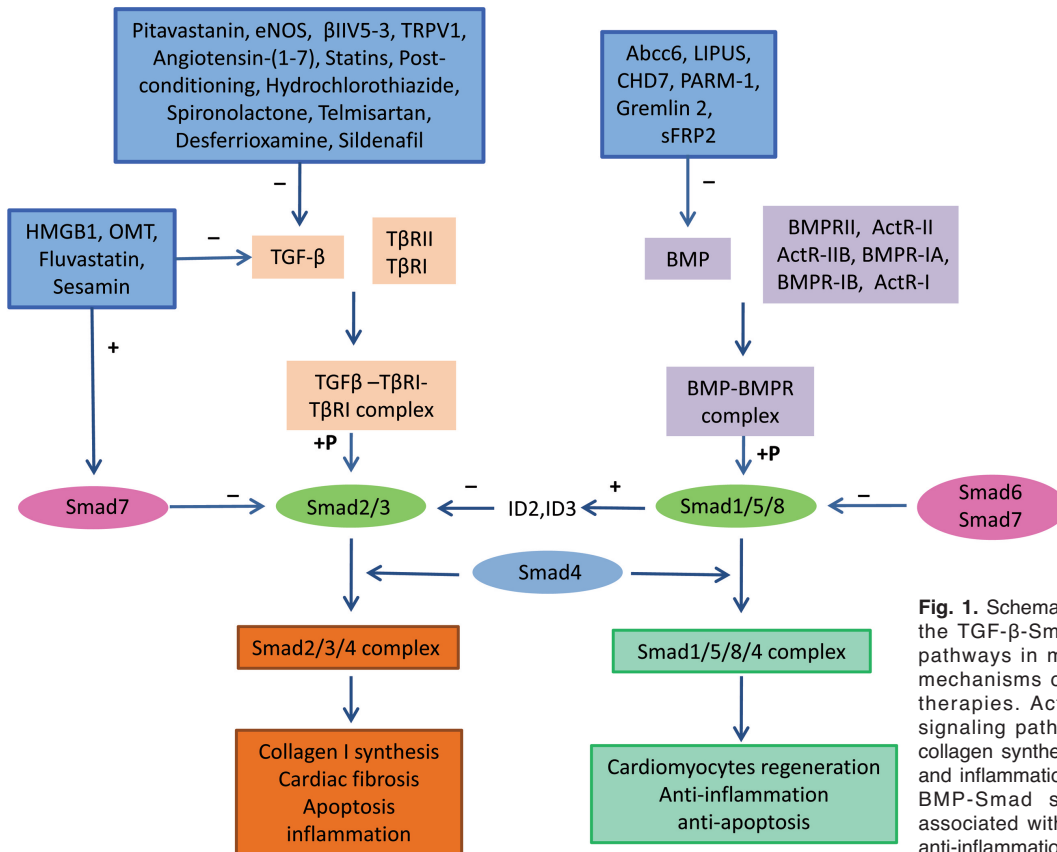 Pitavastanin, eNOS, βIIV5-3, TRPV1,
Angiotensin-(1-7), Statins, Post-
conditioning, Hydrochlorothiazide,
Spironolactone, Telmisartan,
Desferrioxamine, Sildenafil
Abcc6, LIPUS,
CHD7, PARM-1,
Gremlin 2,
sFRP2
–
–
HMGB1, OMT,
Fluvastatin,
Sesamin
–
TGF-β
TβRII
TβRI
BMP
BMPRII, ActR-II
ActR-IIB, BMPR-IA,
BMPR-IB, ActR-I
+
TGFβ –TβRI-
TβRI complex
BMP-BMPR
complex
+P
+P
Smad7
–
Smad2/3
–
ID2,ID3
+
Smad1/5/8
–
Smad6
Smad7
Smad4
Smad2/3/4 complex
Smad1/5/8/4 complex
Collagen I synthesis
Cardiac fibrosis
Apoptosis
inflammation
Cardiomyocytes regeneration
Anti-inflammation
anti-apoptosis
Fig. 1. Schema
the TGF-β-Sm
pathways in m
mechanisms o
therapies. Act
signaling path
collagen synthe
and inflammatio
BMP-Smad s
associated with
anti-inflammatio